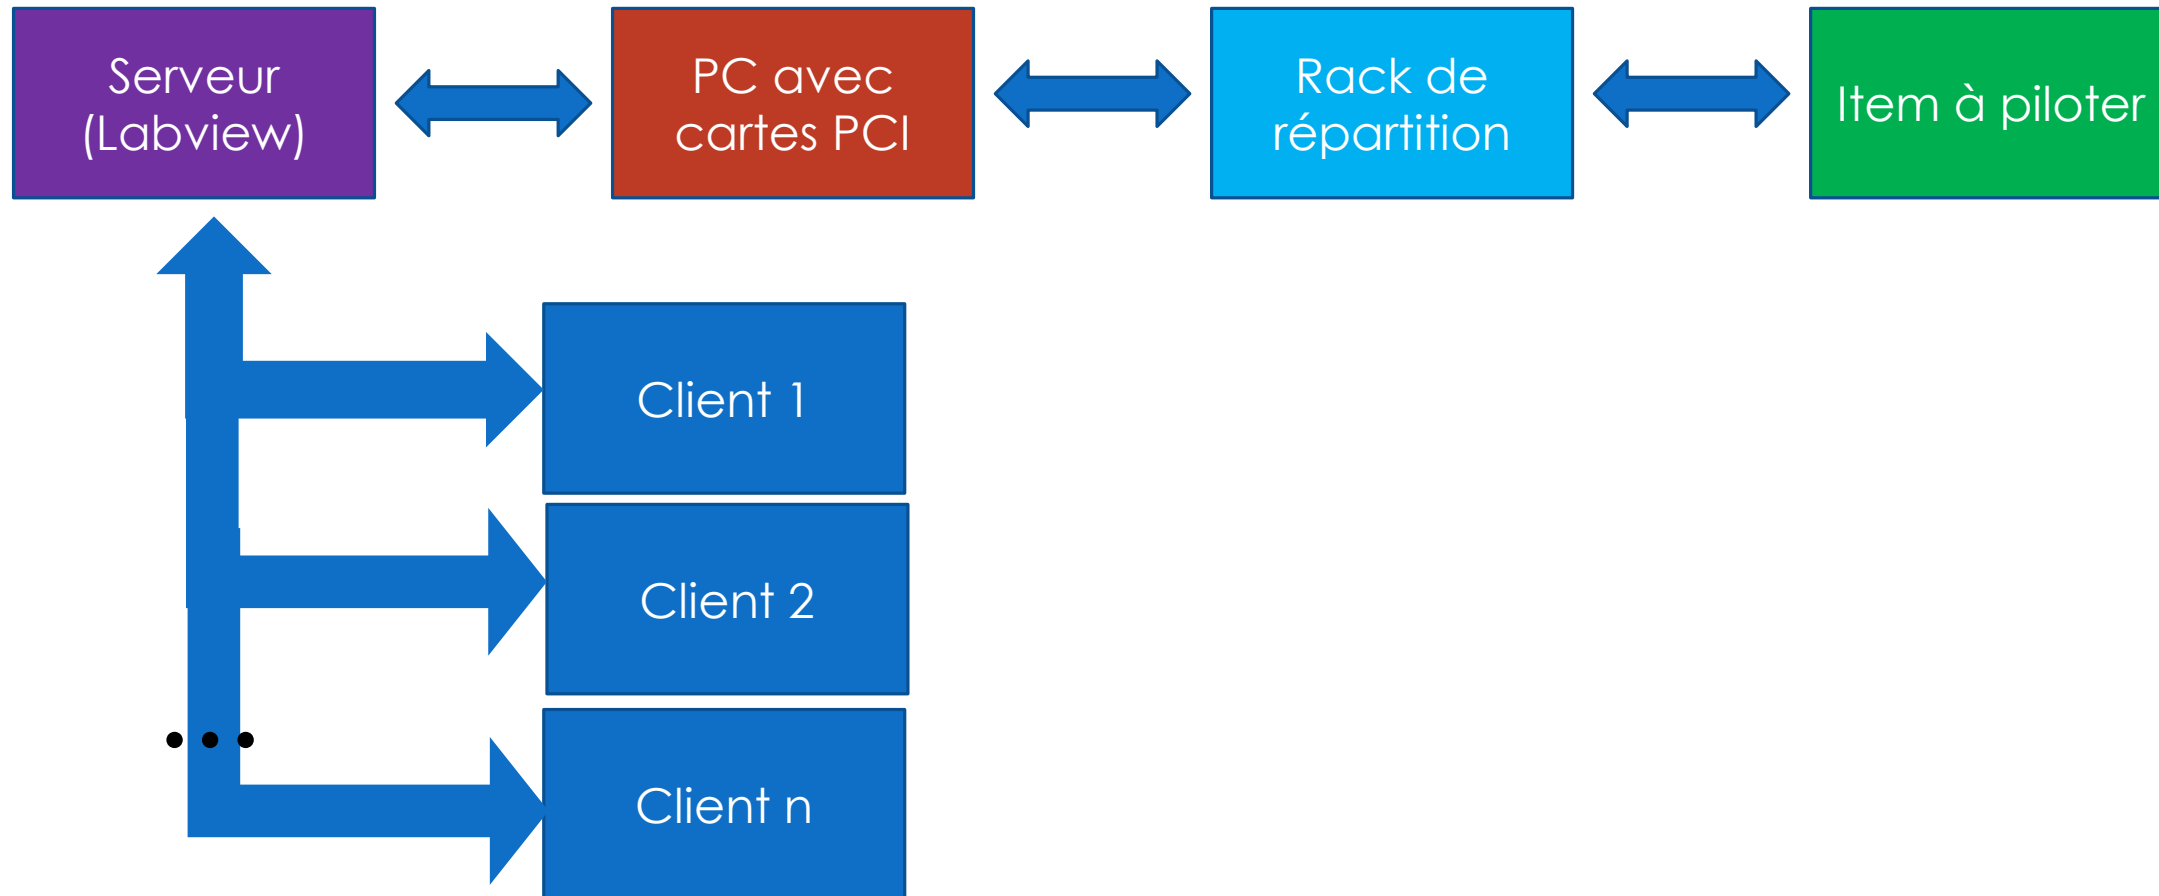 Serveur
(Labview)
PC avec
cartes PCI
Rack de
répartition
Item à piloter
Client 1
Client 2
...
Client n